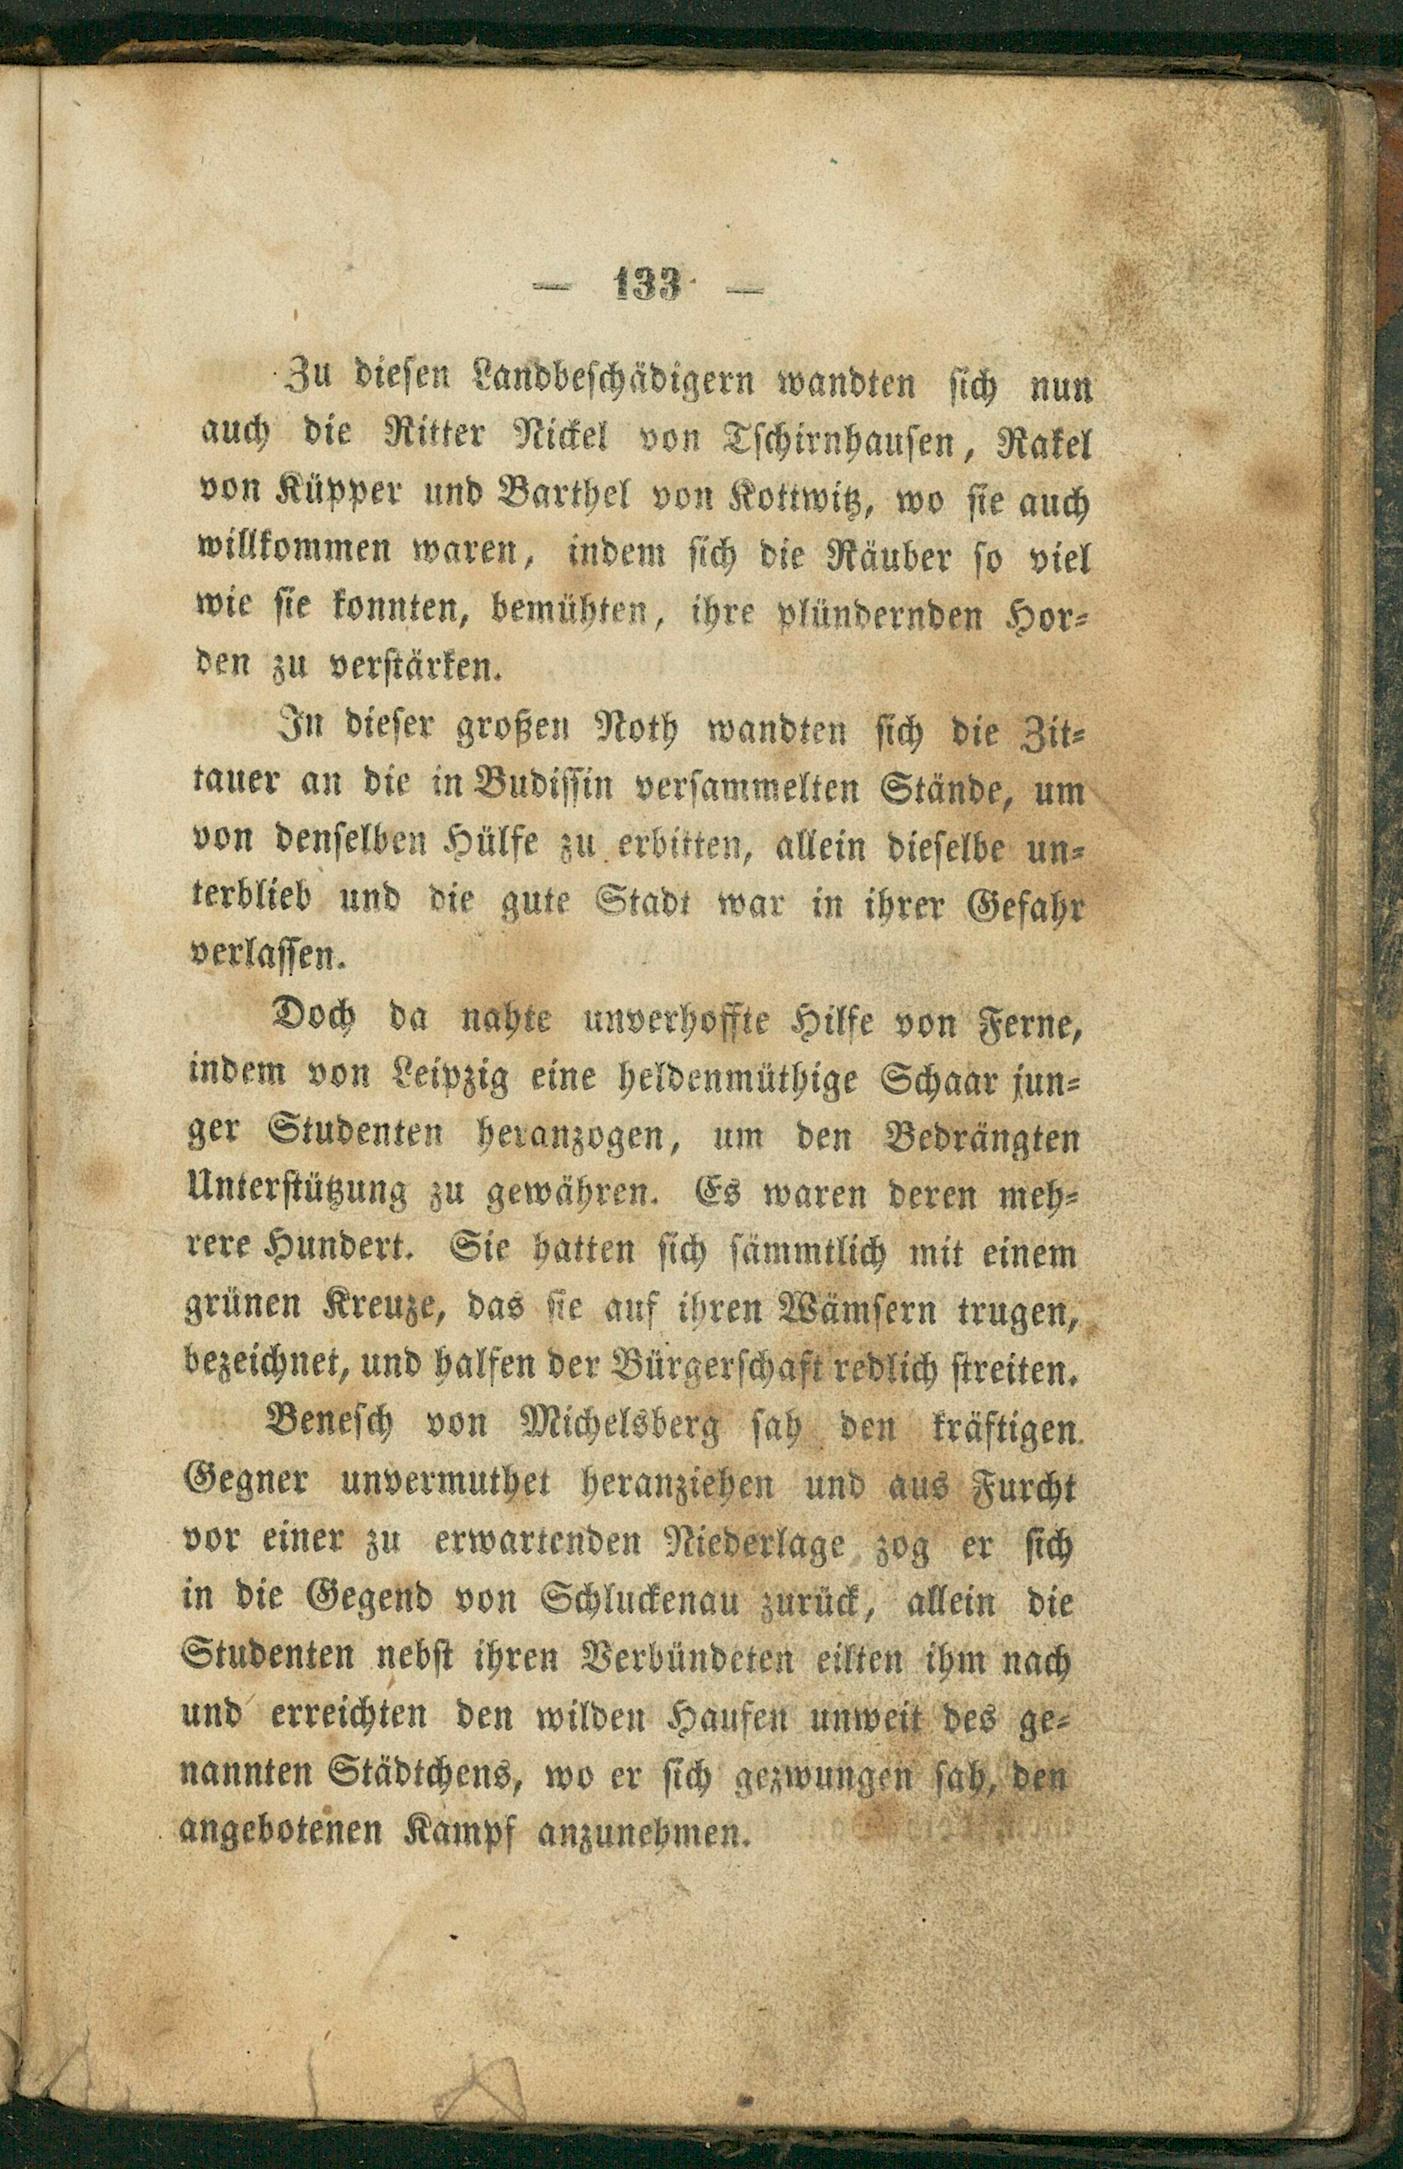 — 133 —
Zu diesen Landbeschädigern wandten sich nun
auch die Ritter Nickel von Tschirnhausen, Rakel
von Küpper und Barthel von Kottwitz, wo sie auch
willkommen waren, indem sich die Räuber so viel
wie sie konnten, bemühten, ihre plündernden Hor-
den zu verstärken.
In dieser großen Noth wandten sich die Zit-
tauer an die in Budissin versammelten Stände, um
von denselben Hülfe zu erbitten, allein dieselbe un-
terblieb und die gute Stadt war in ihrer Gefahr
verlassen.
Doch da nahte unverhoffte Hilfe von Ferne,
indem von Leipzig eine heldenmüthige Schaar jun-
ger Studenten heranzogen, um den Bedrängten
Unterstützung zu gewähren. Es waren deren meh-
rere Hundert. Sie hatten sich sämmtlich mit einem
grünen Kreuze, das sie auf ihren Wämsern trugen,
bezeichnet, und halfen der Bürgerschaft redlich streiten.
Benesch von Michelsberg sah den kräftigen
Gegner unvermuthet heranziehen und aus Furcht
vor einer zu erwartenden Niederlage zog er sich
in die Gegend von Schluckenau zurück, allein die
Studenten nebst ihren Verbündeten eilten ihm nach
und erreichten den wilden Haufen unweit des ge-
nannten Städtchens, wo er sich gezwungen sah, den
angebotenen Kampf anzunehmen.